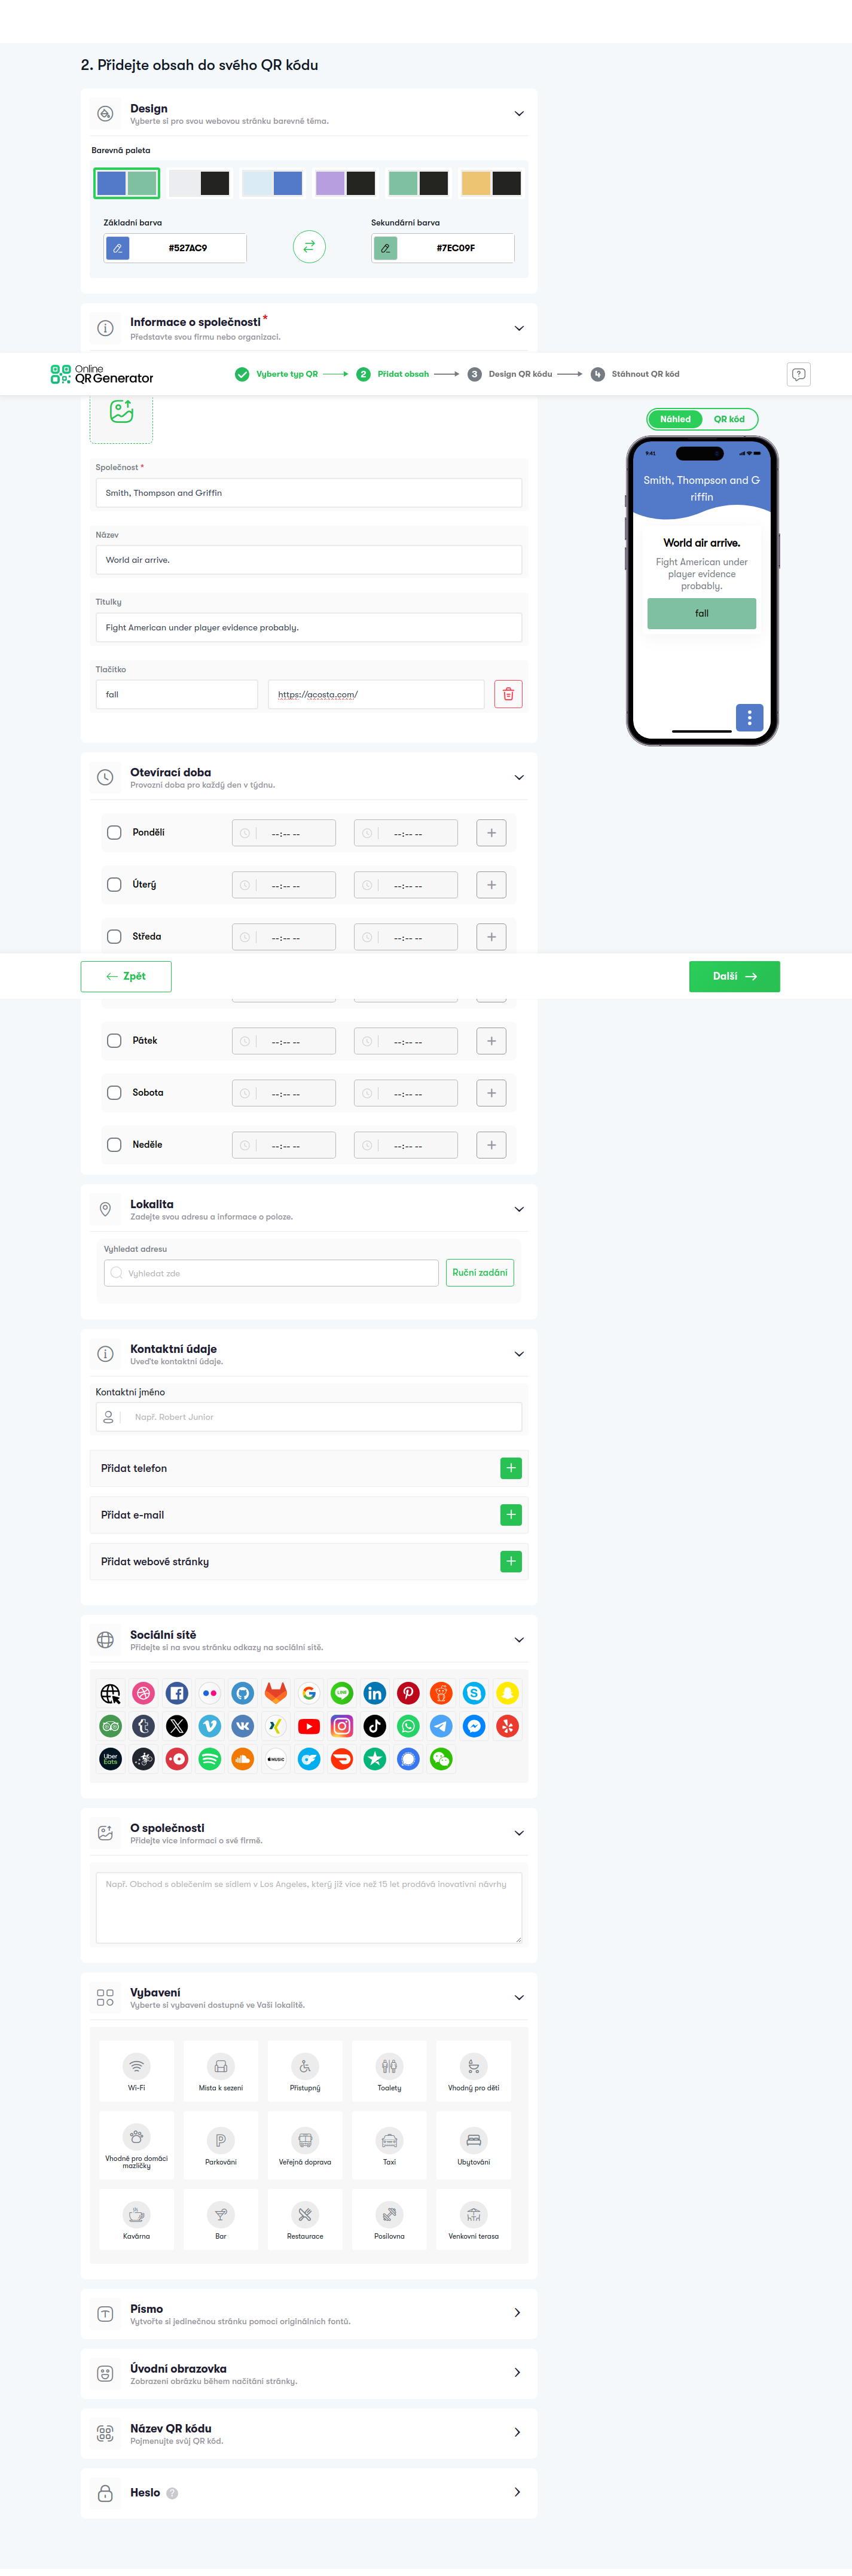 2. Přidejte obsah do svého QR kódu
Design
Vyberte si pro svou webovou stránku barevné téma.
Barevná paleta
Základní barva
Sekundární barva
#527AC9
#7EC09F
Informace o společnosti *
Představte svou firmu nebo organizaci.
Online
QR Generator
Vyberte typ QR
2 Přidat obsah
3 Design QR kódu
4 Stáhnout QR kód
Společnost *
Smith, Thompson and Griffin
Název
World air arrive.
Titulky
Fight American under player evidence probably.
Tlačítko
fall
https://acosta.com/
Náhled
QR kód
9:41
Smith, Thompson and G
riffin
World air arrive.
Fight American under
player evidence
probably.
fall
Otevírací doba
Provozní doba pro každý den v týdnu.
Pondělí --:-- -- --:-- -- +
Úterý --:-- -- --:-- -- +
Středa --:-- -- --:-- -- +
Zpět
Další
Pátek --:-- -- --:-- -- +
Sobota --:-- -- --:-- -- +
Neděle --:-- -- --:-- -- +
Lokalita
Zadejte svou adresu a informace o poloze.
Vyhledat adresu
Vyhledat zde
Ruční zadání
Kontaktní údaje
Uveďte kontaktní údaje.
Kontaktní jméno
Např. Robert Junior
Přidat telefon
Přidat e-mail
Přidat webové stránky
Sociální sítě
Přidejte si na svou stránku odkazy na sociální sítě.
LINE
Uber
Eats
MUSIC
O společnosti
Přidejte více informací o své firmě.
Např. Obchod s oblečením se sídlem v Los Angeles, který již více než 15 let prodává inovativní návrhy
Vybavení
Vyberte si vybavení dostupné ve Vaší lokalitě.
Wi-Fi
Místa k sezení
Přístupný
Toalety
Vhodný pro děti
Vhodné pro domácí
mazlíčky
Parkování
Veřejná doprava
Taxi
Ubytování
Kavárna
Bar
Restaurace
Posilovna
Venkovní terasa
Písmo
Vytvořte si jedinečnou stránku pomocí originálních fontů.
Úvodní obrazovka
Zobrazení obrázku během načítání stránky.
Název QR kódu
Pojmenujte svůj QR kód.
Heslo ?